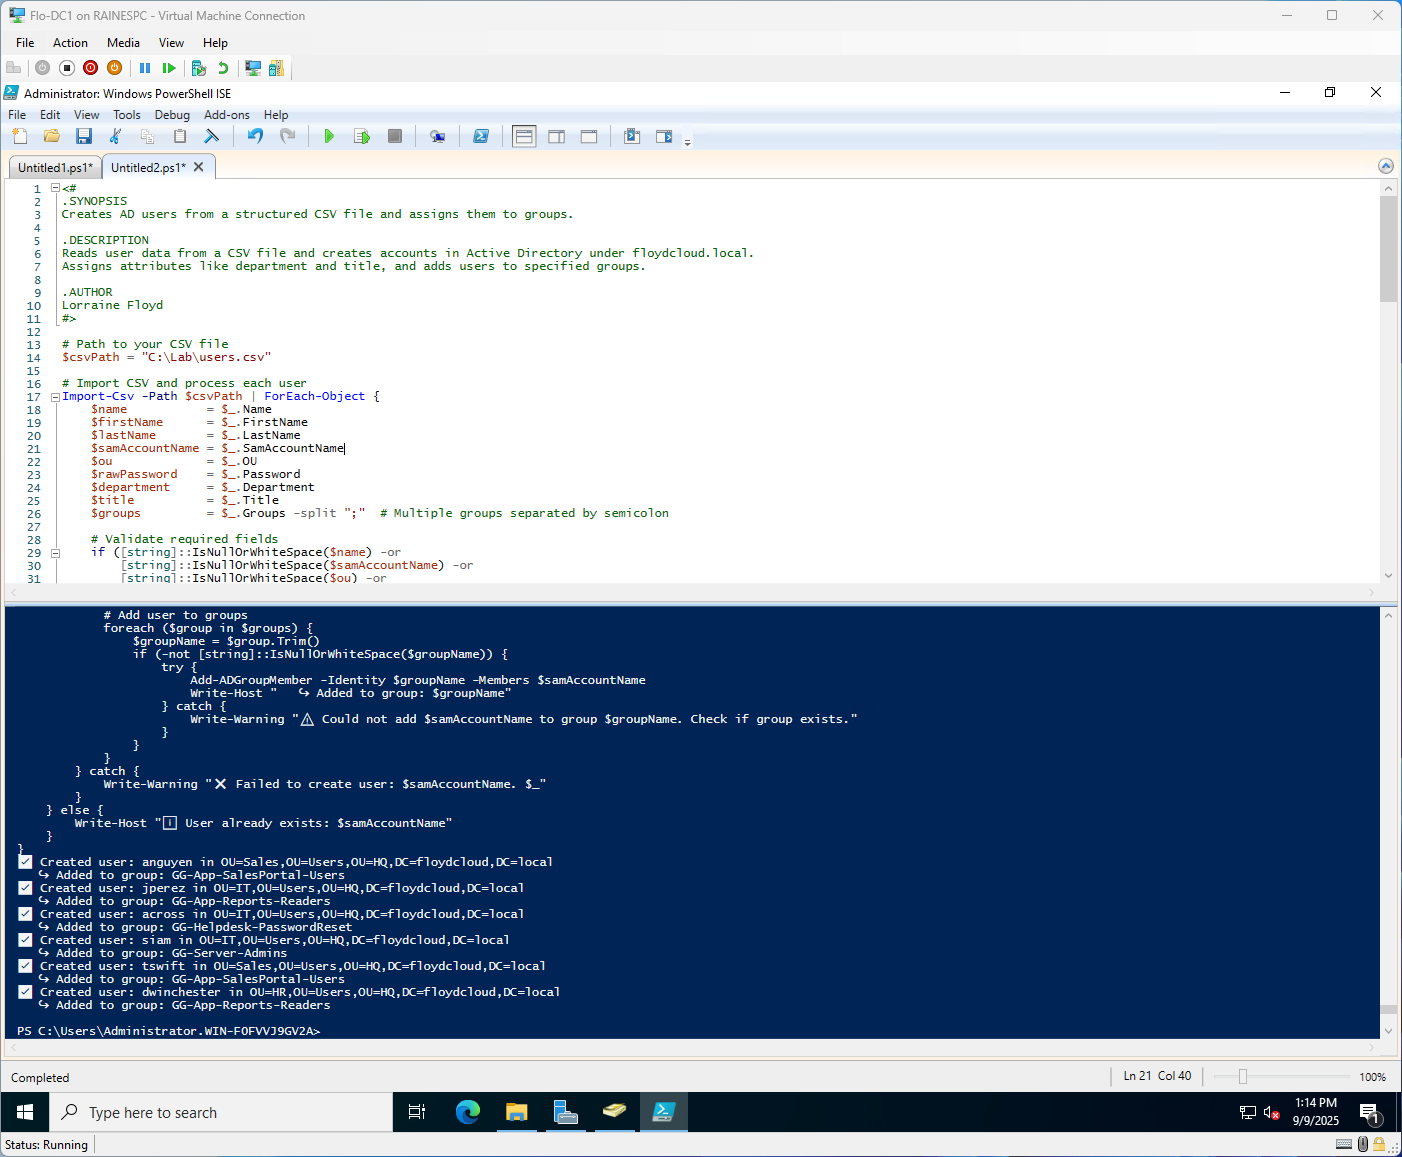 Flo-DC1 on RAINESPC - Virtual Machine Connection
File Action Media View Help
Administrator: Windows PowerShell ISE
File Edit View Tools Debug Add-ons Help
Untitled1.ps1* Untitled2.ps1*
1 <#
2 .SYNOPSIS
3 Creates AD users from a structured CSV file and assigns them to groups.
4
5 .DESCRIPTION
6 Reads user data from a CSV file and creates accounts in Active Directory under floydcloud.local.
7 Assigns attributes like department and title, and adds users to specified groups.
8
9 .AUTHOR
10 Lorraine Floyd
11 #>
12
13 # Path to your CSV file
14 $csvPath = "C:\Lab\users.csv"
15
16 # Import CSV and process each user
17 Import-Csv -Path $csvPath | ForEach-Object {
18 $name = $_.Name
19 $firstName = $_.FirstName
20 $lastName = $_.LastName
21 $samAccountName = $_.SamAccountName
22 $ou = $_.OU
23 $rawPassword = $_.Password
24 $department = $_.Department
25 $title = $_.Title
26 $groups = $_.Groups -split ";" # Multiple groups separated by semicolon
27
28 # Validate required fields
29 if ([string]::IsNullOrWhiteSpace($name) -or
30 [string]::IsNullOrWhiteSpace($samAccountName) -or
31 [string]::IsNullOrWhiteSpace($ou) -or
# Add user to groups
foreach ($group in $groups) {
$groupName = $group.Trim()
if (-not [string]::IsNullOrWhiteSpace($groupName)) {
try {
Add-ADGroupMember -Identity $groupName -Members $samAccountName
Write-Host " ↪ Added to group: $groupName"
} catch {
Write-Warning "⚠ Could not add $samAccountName to group $groupName. Check if group exists."
}
}
}
} catch {
Write-Warning "❌ Failed to create user: $samAccountName. $_"
}
} else {
Write-Host "ℹ User already exists: $samAccountName"
}
}
✅ Created user: anguyen in OU=Sales,OU=Users,OU=HQ,DC=floydcloud,DC=local
↪ Added to group: GG-App-SalesPortal-Users
✅ Created user: jperez in OU=IT,OU=Users,OU=HQ,DC=floydcloud,DC=local
↪ Added to group: GG-App-Reports-Readers
✅ Created user: across in OU=IT,OU=Users,OU=HQ,DC=floydcloud,DC=local
↪ Added to group: GG-Helpdesk-PasswordReset
✅ Created user: siam in OU=IT,OU=Users,OU=HQ,DC=floydcloud,DC=local
↪ Added to group: GG-Server-Admins
✅ Created user: tswift in OU=Sales,OU=Users,OU=HQ,DC=floydcloud,DC=local
↪ Added to group: GG-App-SalesPortal-Users
✅ Created user: dwinchester in OU=HR,OU=Users,OU=HQ,DC=floydcloud,DC=local
↪ Added to group: GG-App-Reports-Readers
PS C:\Users\Administrator.WIN-FOFVVJ9GV2A>
Completed Ln 21 Col 40 100%
Type here to search 1:14 PM
9/9/2025 1
Status: Running